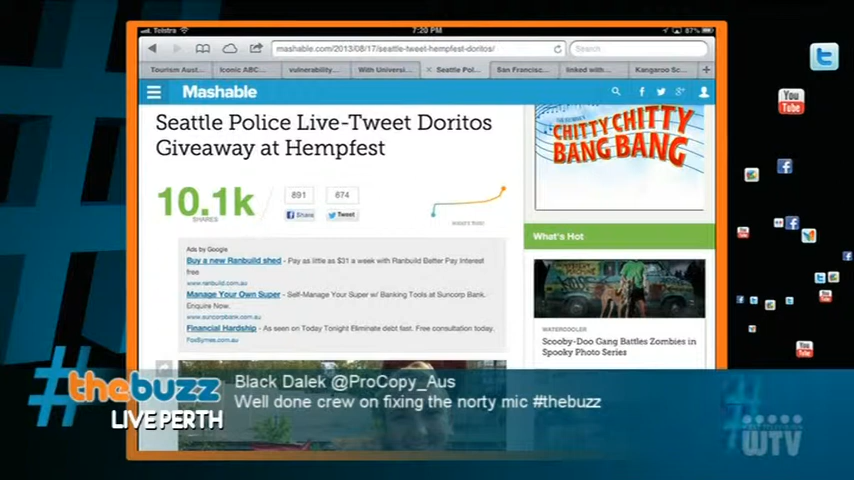 Telstra
7:20 PM
87%
mashable.com/2013/08/17/seattle-tweet-hempfest-doritos/
Search
Tourism Aust...
Iconic ABC...
vulnerability...
With Universi...
Seattle Pol...
San Francisc...
linked with...
Kangaroo Sc...
Mashable
Seattle Police Live-Tweet Doritos
Giveaway at Hempfest
CHITTY CHITTY
BANG BANG
10.1k
SHARES
891
674
Share
Tweet
WHAT'S THIS?
What's Hot
Ads by Google
Buy a new Ranbuild shed - Pay as little as $31 a week with Ranbuild Better Pay Interest
free
www.ranbuild.com.au
Manage Your Own Super - Self-Manage Your Super w/ Banking Tools at Suncorp Bank.
Enquire Now.
www.suncorpbank.com.au
Financial Hardship - As seen on Today Tonight Eliminate debt fast. Free consultation today.
FoxSymes.com.au
WATERCOOLER
Scooby-Doo Gang Battles Zombies in
Spooky Photo Series
#thebuzz
LIVE PERTH
Black Dalek @ProCopy_Aus
Well done crew on fixing the norty mic #thebuzz
WTV
You
Tube